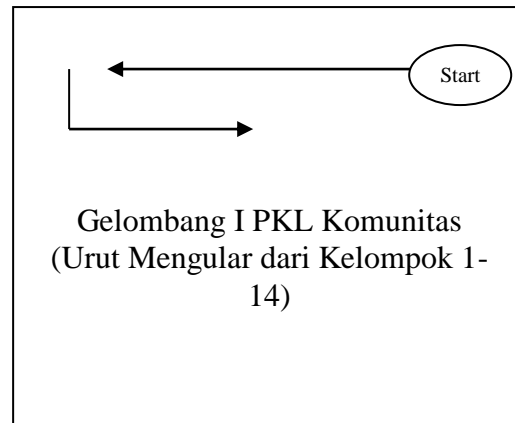 Start
Gelombang I PKL Komunitas
(Urut Mengular dari Kelompok 1-
14)